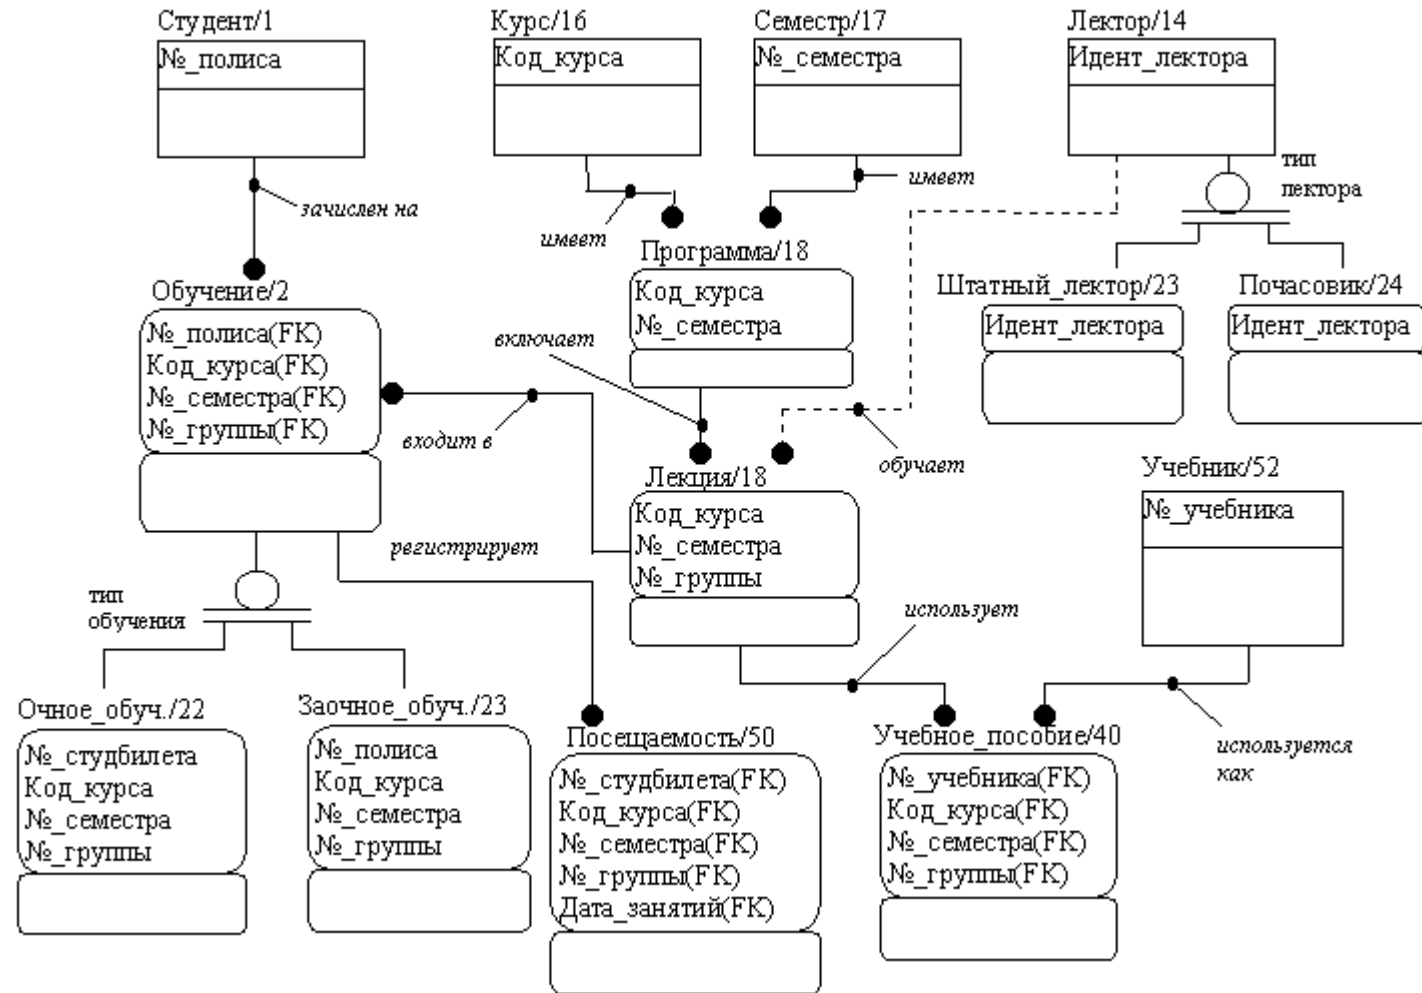 Студент/1
№_полиса
Курс/16
Код_курса
Семестр/17
№_семестра
Лектор/14
Идент_лектора
зачислен на
имеет
имеет
тип
лектора
Обучение/2
№_полиса(FK)
Код_курса(FK)
№_семестра(FK)
№_группы(FK)
Программа/18
Код_курса
№_семестра
Штатный_лектор/23
Идент_лектора
Почасовик/24
Идент_лектора
включает
входит в
обучает
Лекция/18
Код_курса
№_семестра
№_группы
Учебник/52
№_учебника
регистрирует
тип
обучения
использует
Очное_обуч./22
№_студбилета
Код_курса
№_семестра
№_группы
Заочное_обуч./23
№_полиса
Код_курса
№_семестра
№_группы
Посещаемость/50
№_студбилета(FK)
Код_курса(FK)
№_семестра(FK)
№_группы(FK)
Дата_занятий(FK)
Учебное_пособие/40
№_учебника(FK)
Код_курса(FK)
№_семестра(FK)
№_группы(FK)
используется
как